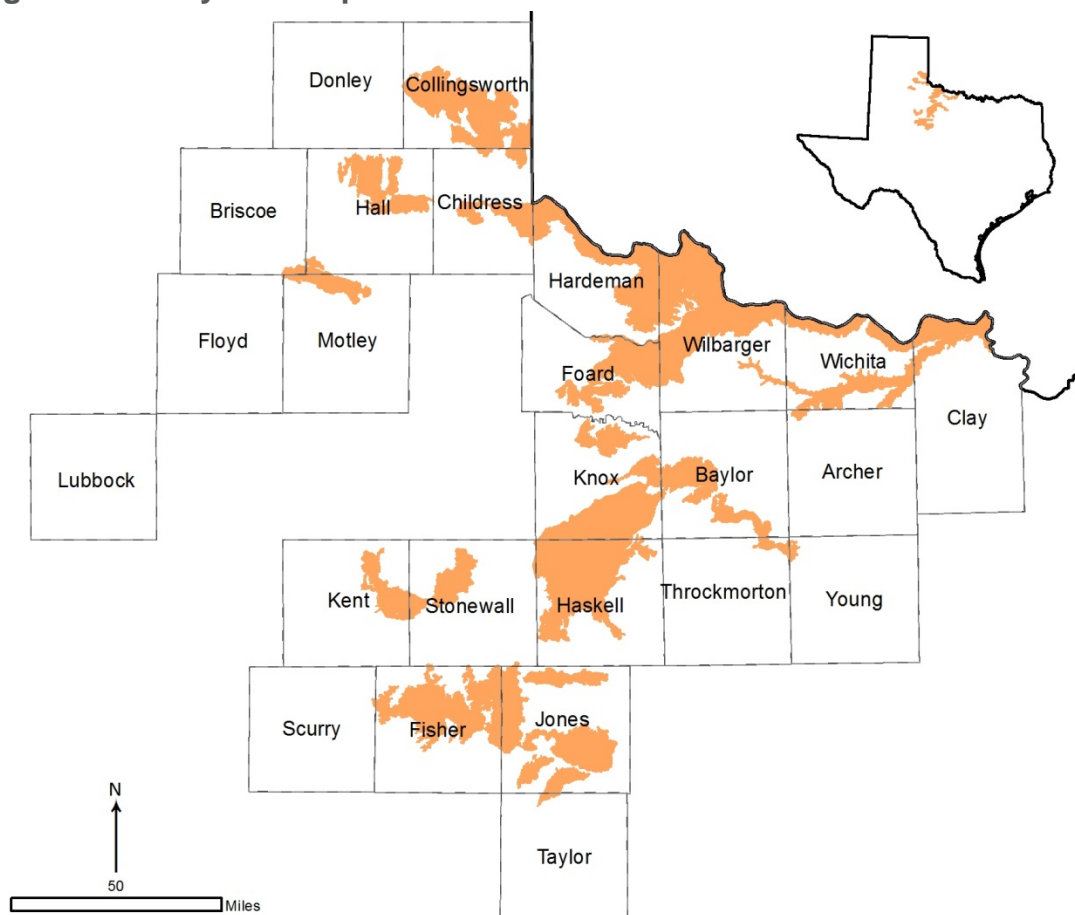 Donley
Collingsworth
Briscoe
Hall
Childress
Hardeman
Floyd
Motley
Foard
Wilbarger
Wichita
Clay
Lubbock
Knox
Baylor
Archer
Kent
Stonewall
Haskell
Throckmorton
Young
Scurry
Fisher
Jones
Taylor
N
50
Miles